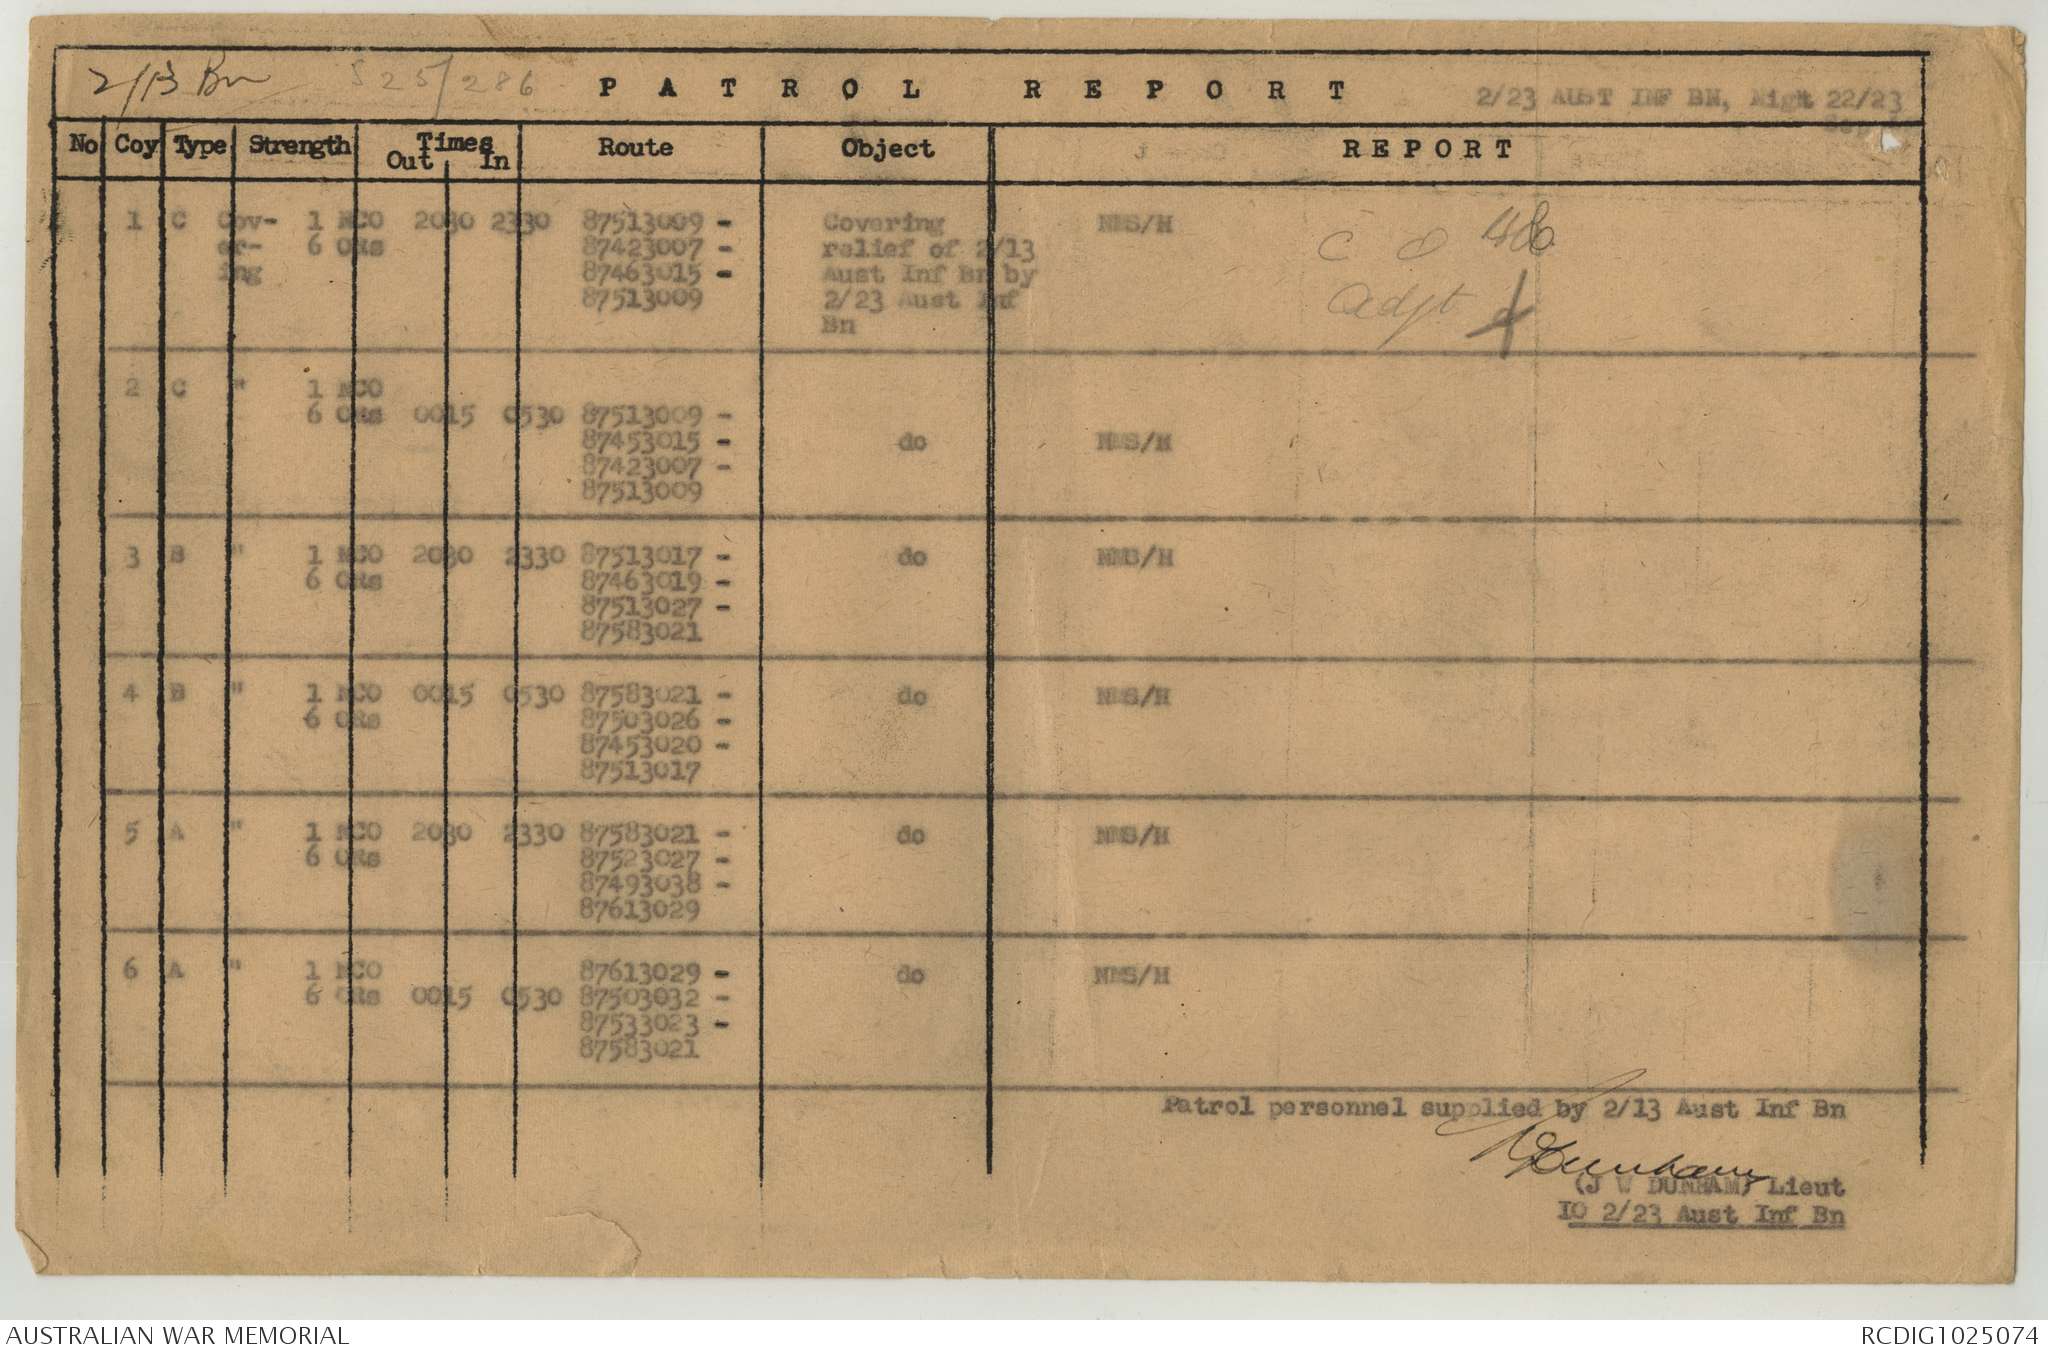 2/13 Bn S25/286 PATROL REPORT 2/23 AUST INF BN, Night 22/23
No Coy Type Strength Times Route Object REPORT
Out In
1 C Cov- 1 NCO 2030 2330 87513009 - Covering NMS/H C O
er- 6 ORs 87423007 - relief of 2/13
ing 87463015 - Aust Inf Bn by
87513009 2/23 Aust Inf Adjt
Bn
2 C " 1 NCO
6 ORs 0015 0530 87513009 -
87453015 - do NMS/H
87423007 -
87513009
3 B " 1 NCO 2030 2330 87513017 - do NMS/H
6 ORs 87463019 -
87513027 -
87583021
4 B " 1 NCO 0015 0530 87583021 - do NMS/H
6 ORs 87503026 -
87453020 -
87513017
5 A " 1 NCO 2030 2330 87583021 - do NMS/H
6 ORs 87523027 -
87493038 -
87613029
6 A " 1 NCO 87613029 - do NMS/H
6 ORs 0015 0530 87503032 -
87533023 -
87583021
Patrol personnel supplied by 2/13 Aust Inf Bn
JWDunham
(J W DUNHAM) Lieut
IO 2/23 Aust Inf Bn
AUSTRALIAN WAR MEMORIAL RCDIG1025074